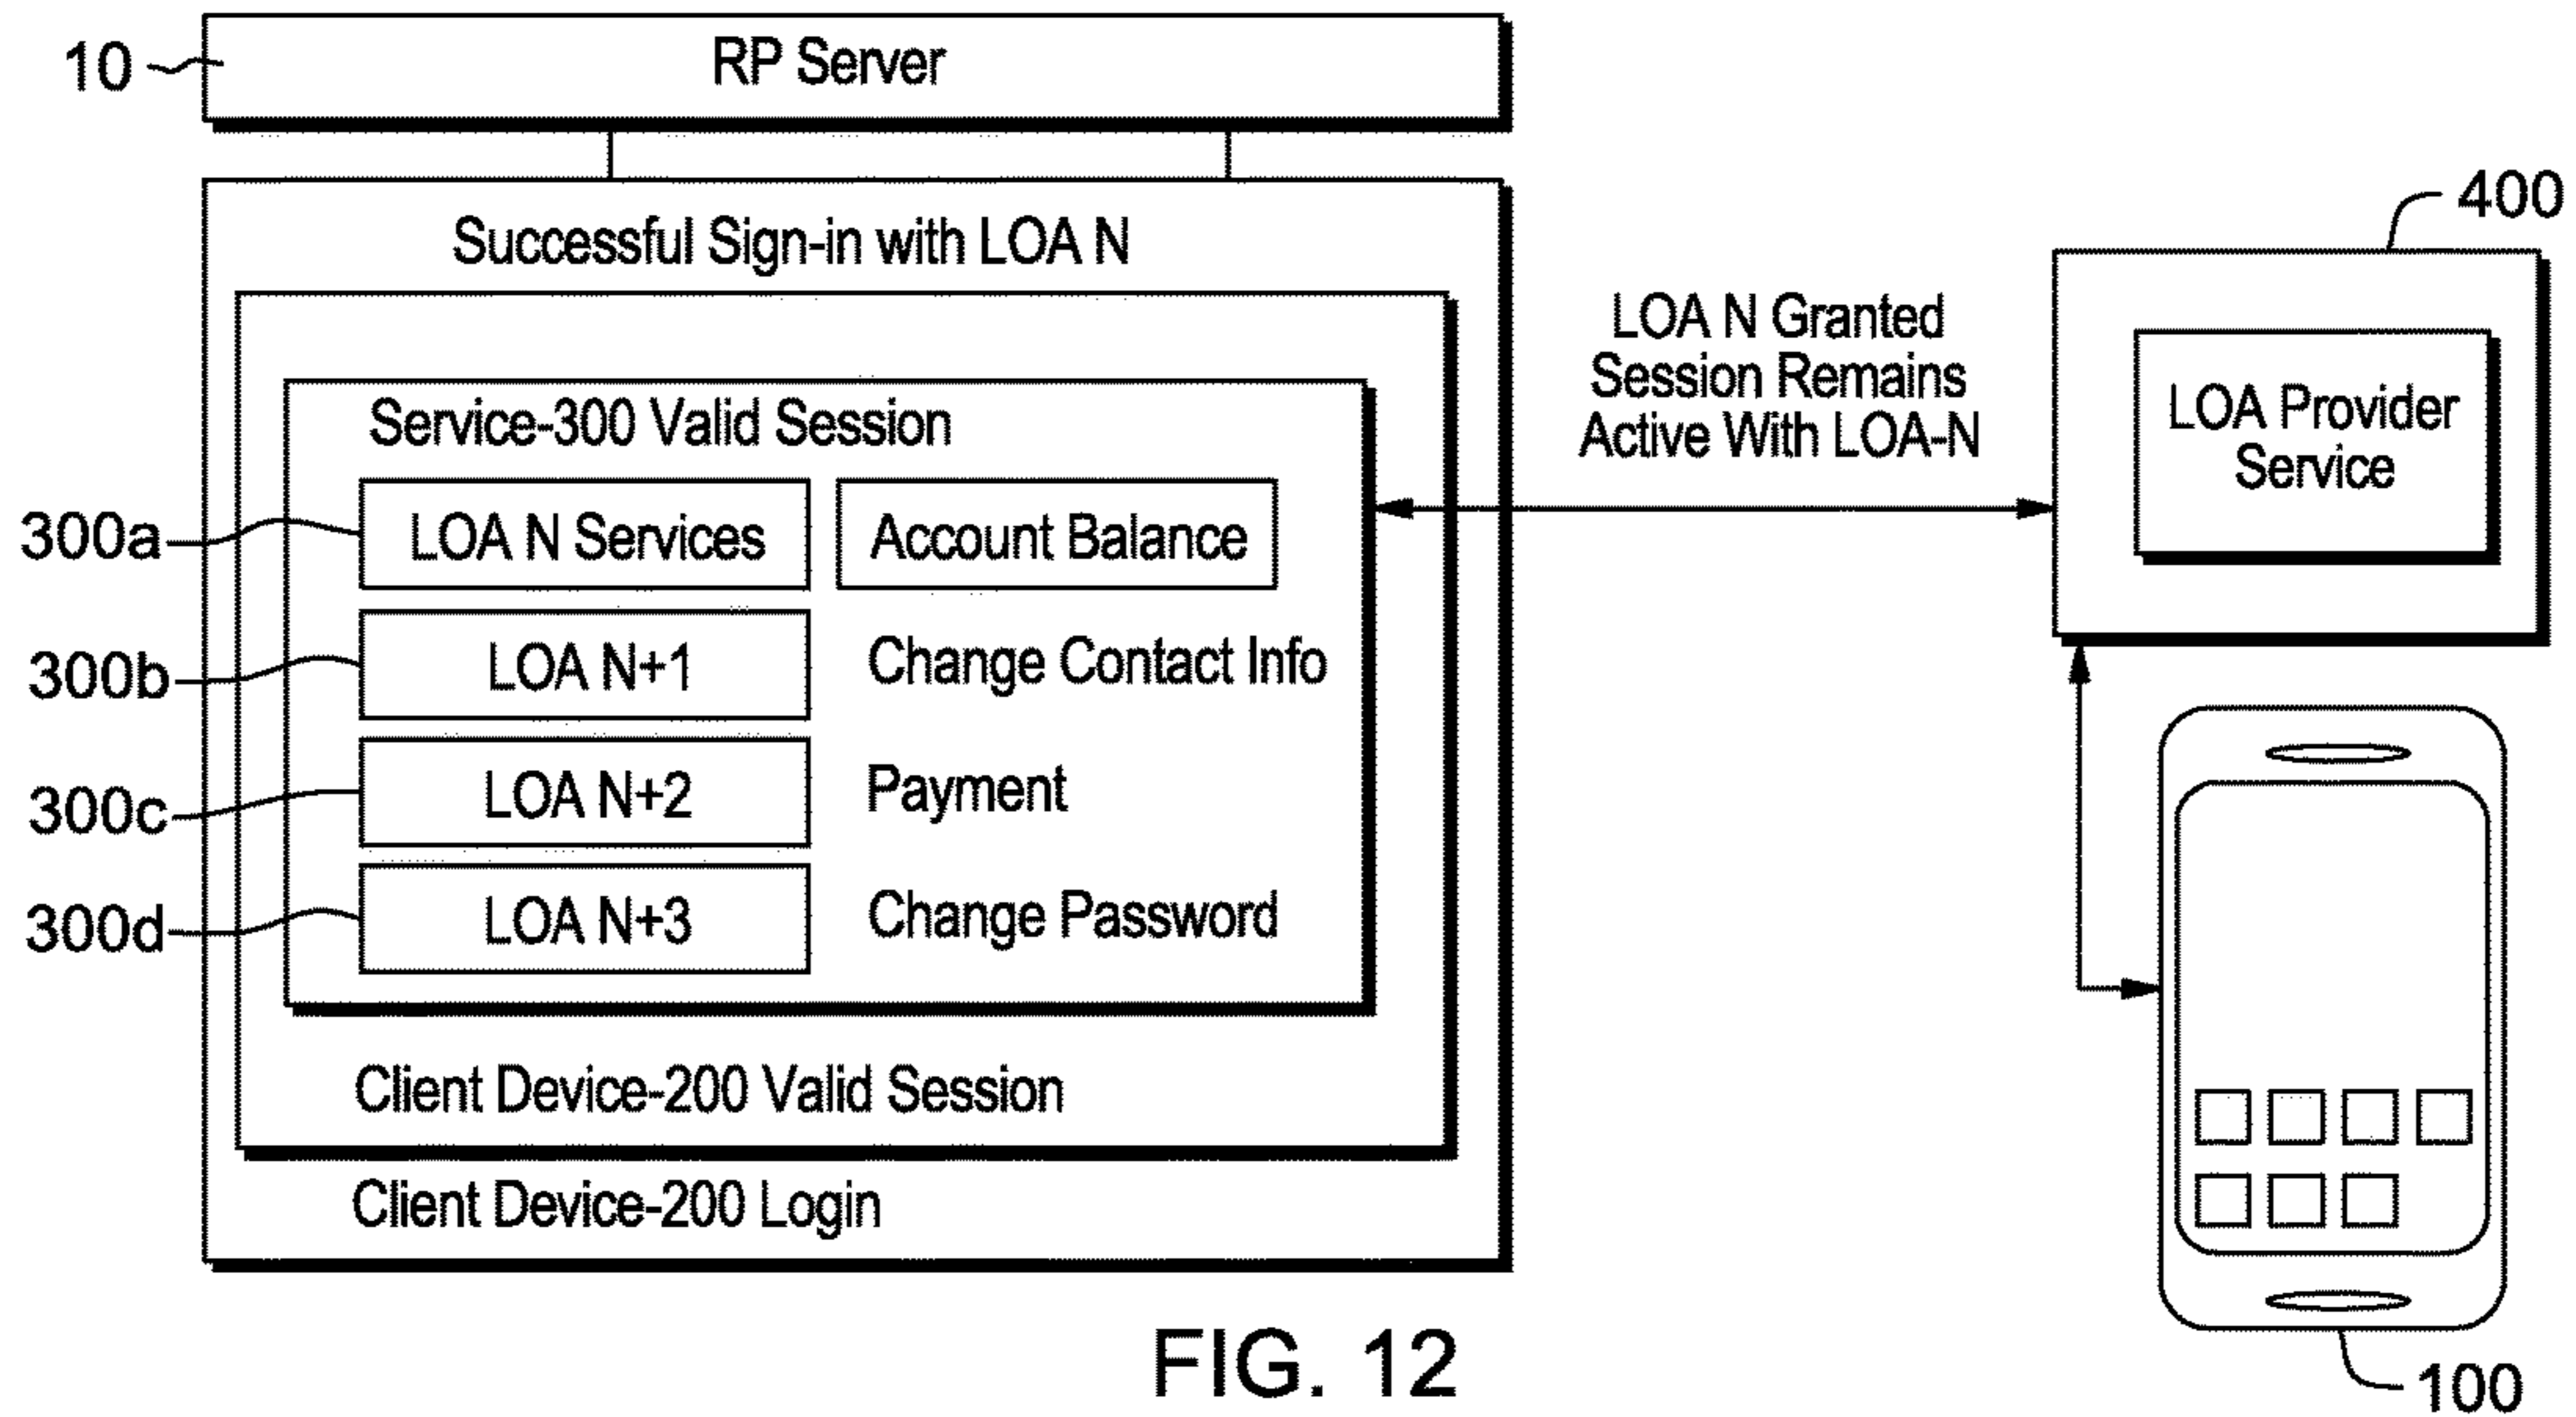 10
RP Server
Successful Sign-in with LOA N
400
LOA N Granted
Session Remains
Active With LOA-N
LOA Provider
Service
Service-300 Valid Session
300a
LOA N Services
Account Balance
300b
LOA N+1
Change Contact Info
300c
LOA N+2
Payment
300d
LOA N+3
Change Password
Client Device-200 Valid Session
Client Device-200 Login
100
FIG. 12